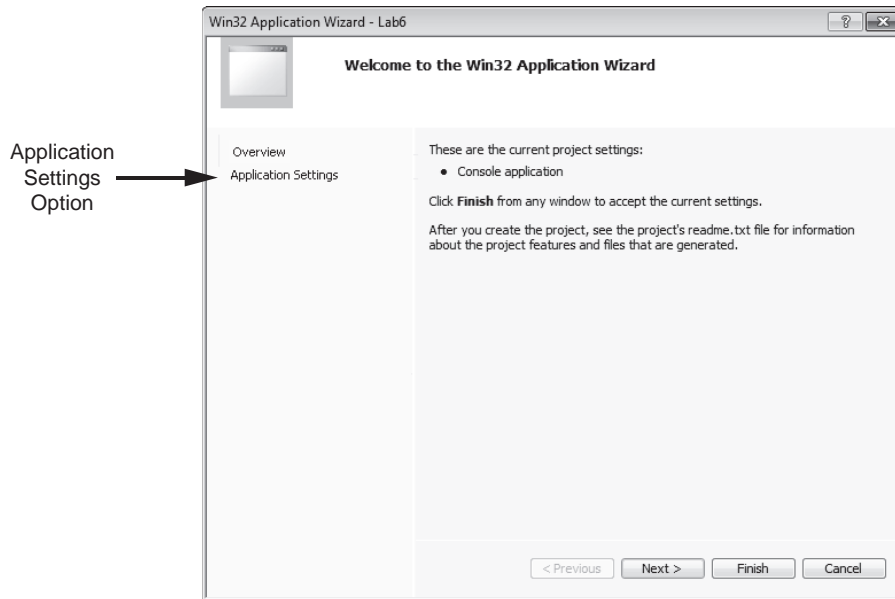 Win32 Application Wizard - Lab6
Welcome to the Win32 Application Wizard
Application
Settings
Option
Overview
Application Settings
These are the current project settings:
• Console application
Click Finish from any window to accept the current settings.
After you create the project, see the project's readme.txt file for information
about the project features and files that are generated.
< Previous
Next >
Finish
Cancel